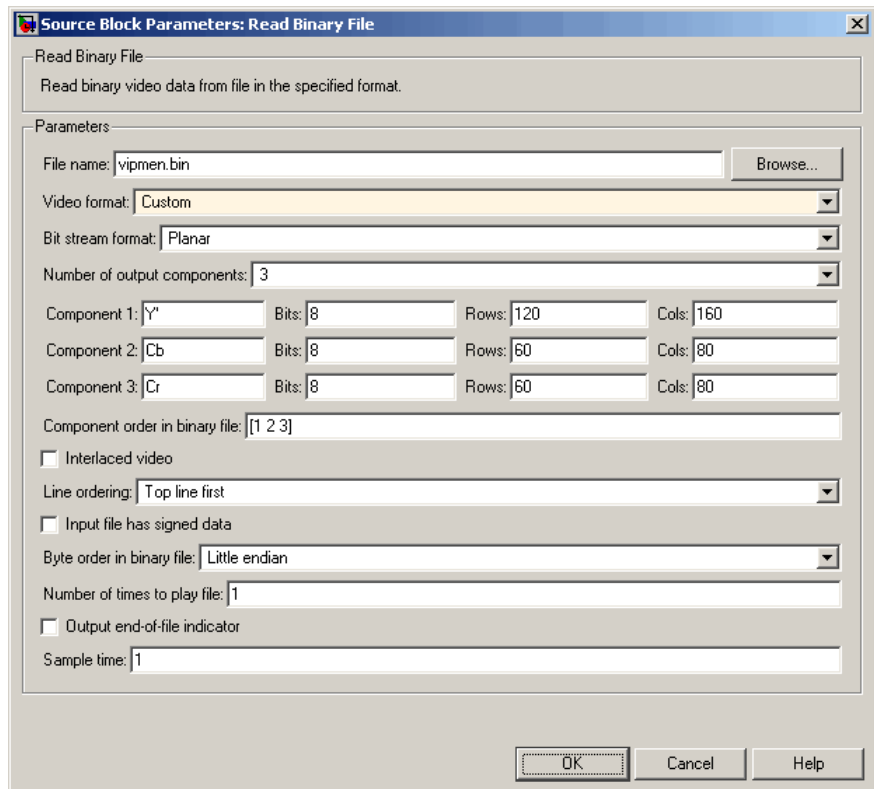 Source Block Parameters: Read Binary File
Read Binary File
Read binary video data from file in the specified format.
Parameters
File name: vipmen.bin Browse...
Video format: Custom
Bit stream format: Planar
Number of output components: 3
Component 1: Y' Bits: 8 Rows: 120 Cols: 160
Component 2: Cb Bits: 8 Rows: 60 Cols: 80
Component 3: Cr Bits: 8 Rows: 60 Cols: 80
Component order in binary file: [1 2 3]
Interlaced video
Line ordering: Top line first
Input file has signed data
Byte order in binary file: Little endian
Number of times to play file: 1
Output end-of-file indicator
Sample time: 1
OK Cancel Help